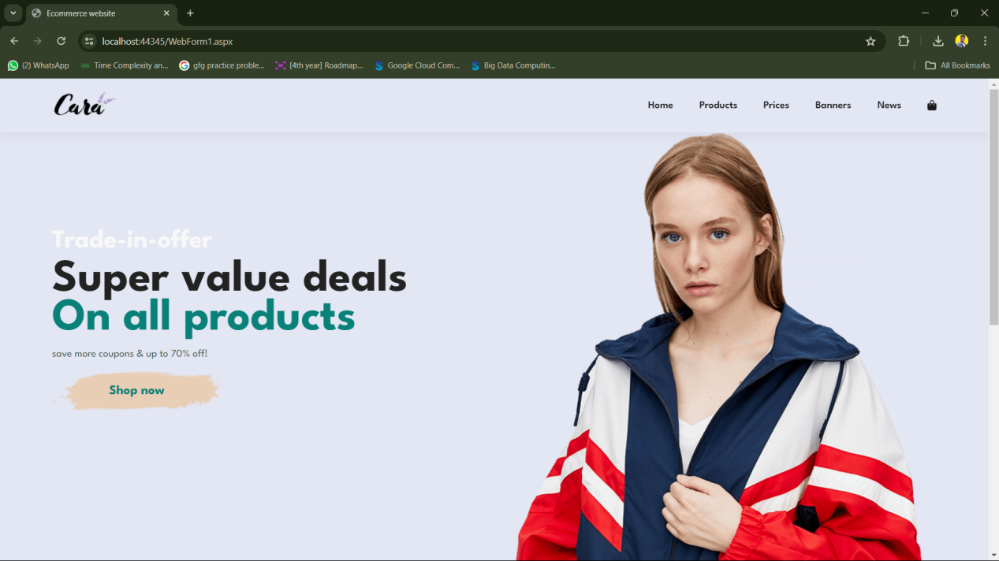 Ecommerce website
localhost:44345/WebForm1.aspx
(2) WhatsApp
Time Complexity an...
gfg practice proble...
[4th year] Roadmap...
Google Cloud Com...
Big Data Computin...
All Bookmarks
Cara
Home
Products
Prices
Banners
News
Trade-in-offer
Super value deals
On all products
save more coupons & up to 70% off!
Shop now